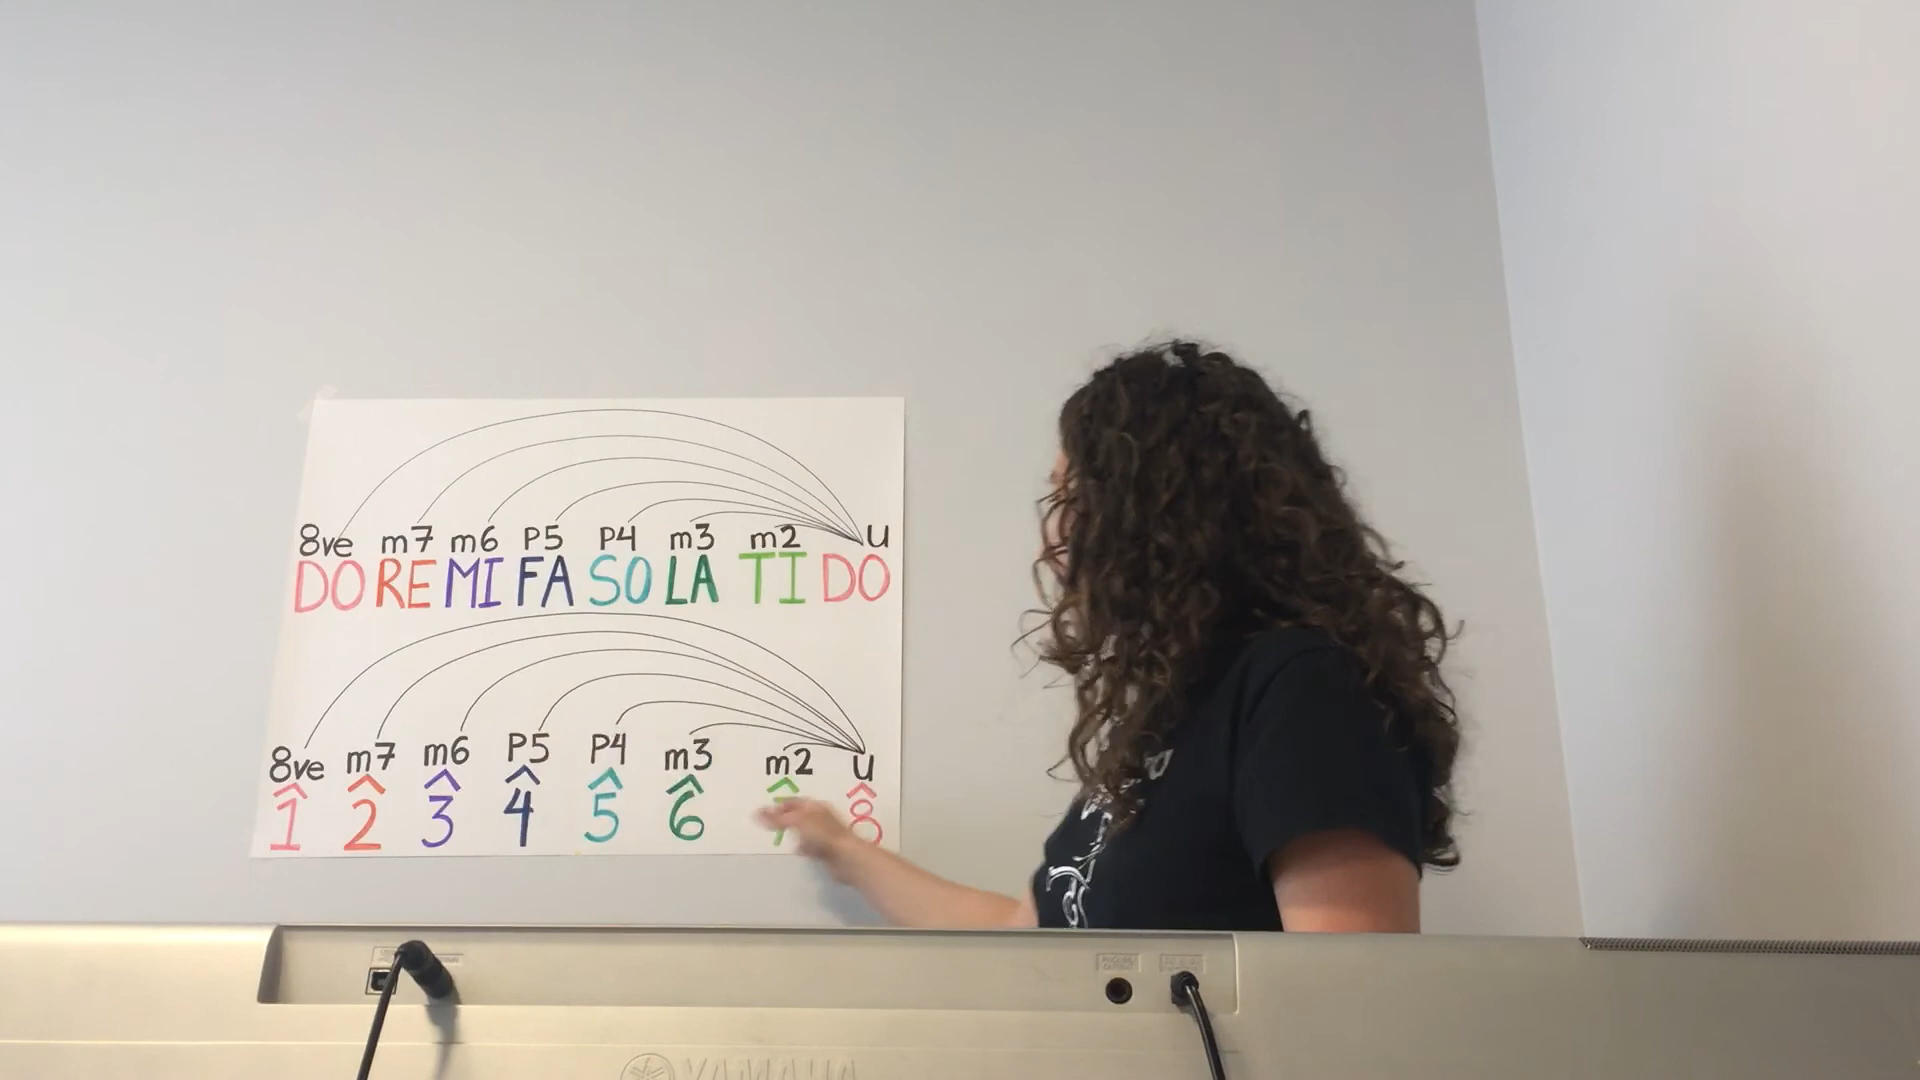 8ve m7 m6 P5 P4 m3 m2 U
DO RE MI FA SO LA TI DO
8ve m7 m6 P5 P4 m3 m2 U
1 2 3 4 5 6 7 8
YAMAHA